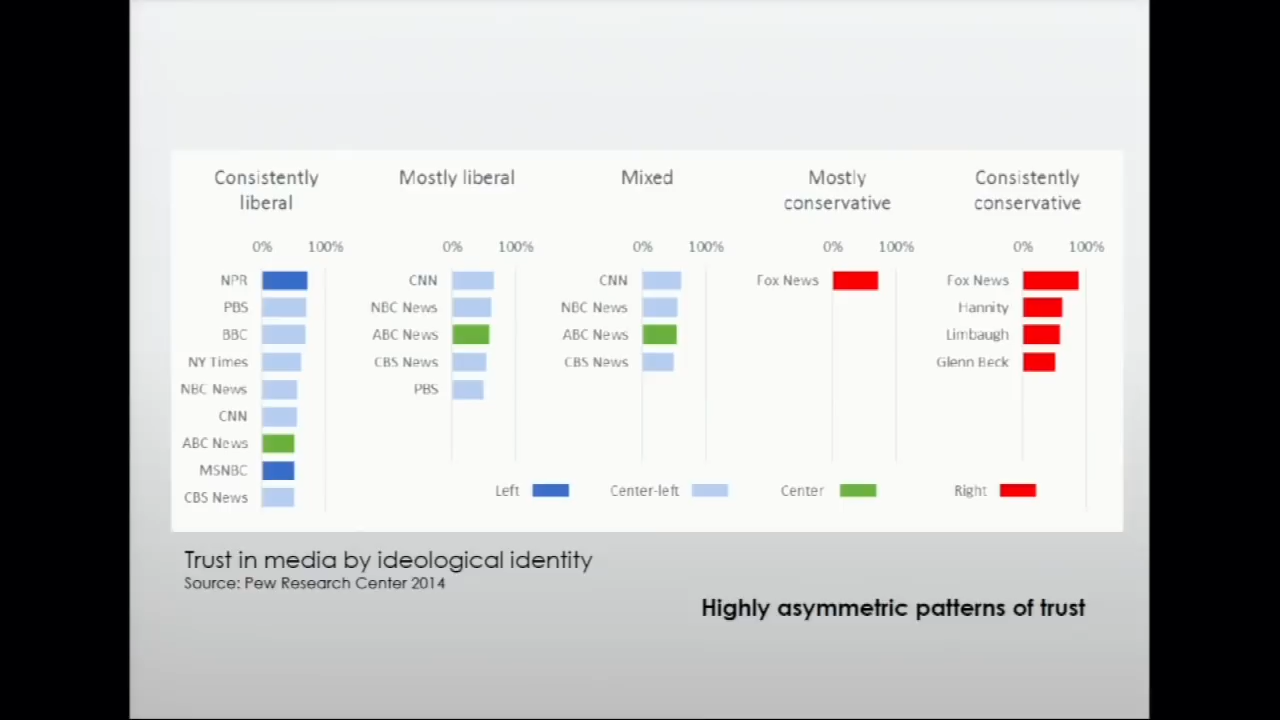 Consistently
liberal
0% 100%
NPR
PBS
BBC
NY Times
NBC News
CNN
ABC News
MSNBC
CBS News
Mostly liberal
0% 100%
CNN
NBC News
ABC News
CBS News
PBS
Mixed
0% 100%
CNN
NBC News
ABC News
CBS News
Mostly
conservative
0% 100%
Fox News
Consistently
conservative
0% 100%
Fox News
Hannity
Limbaugh
Glenn Beck
Left Center-left Center Right
Trust in media by ideological identity
Source: Pew Research Center 2014
Highly asymmetric patterns of trust